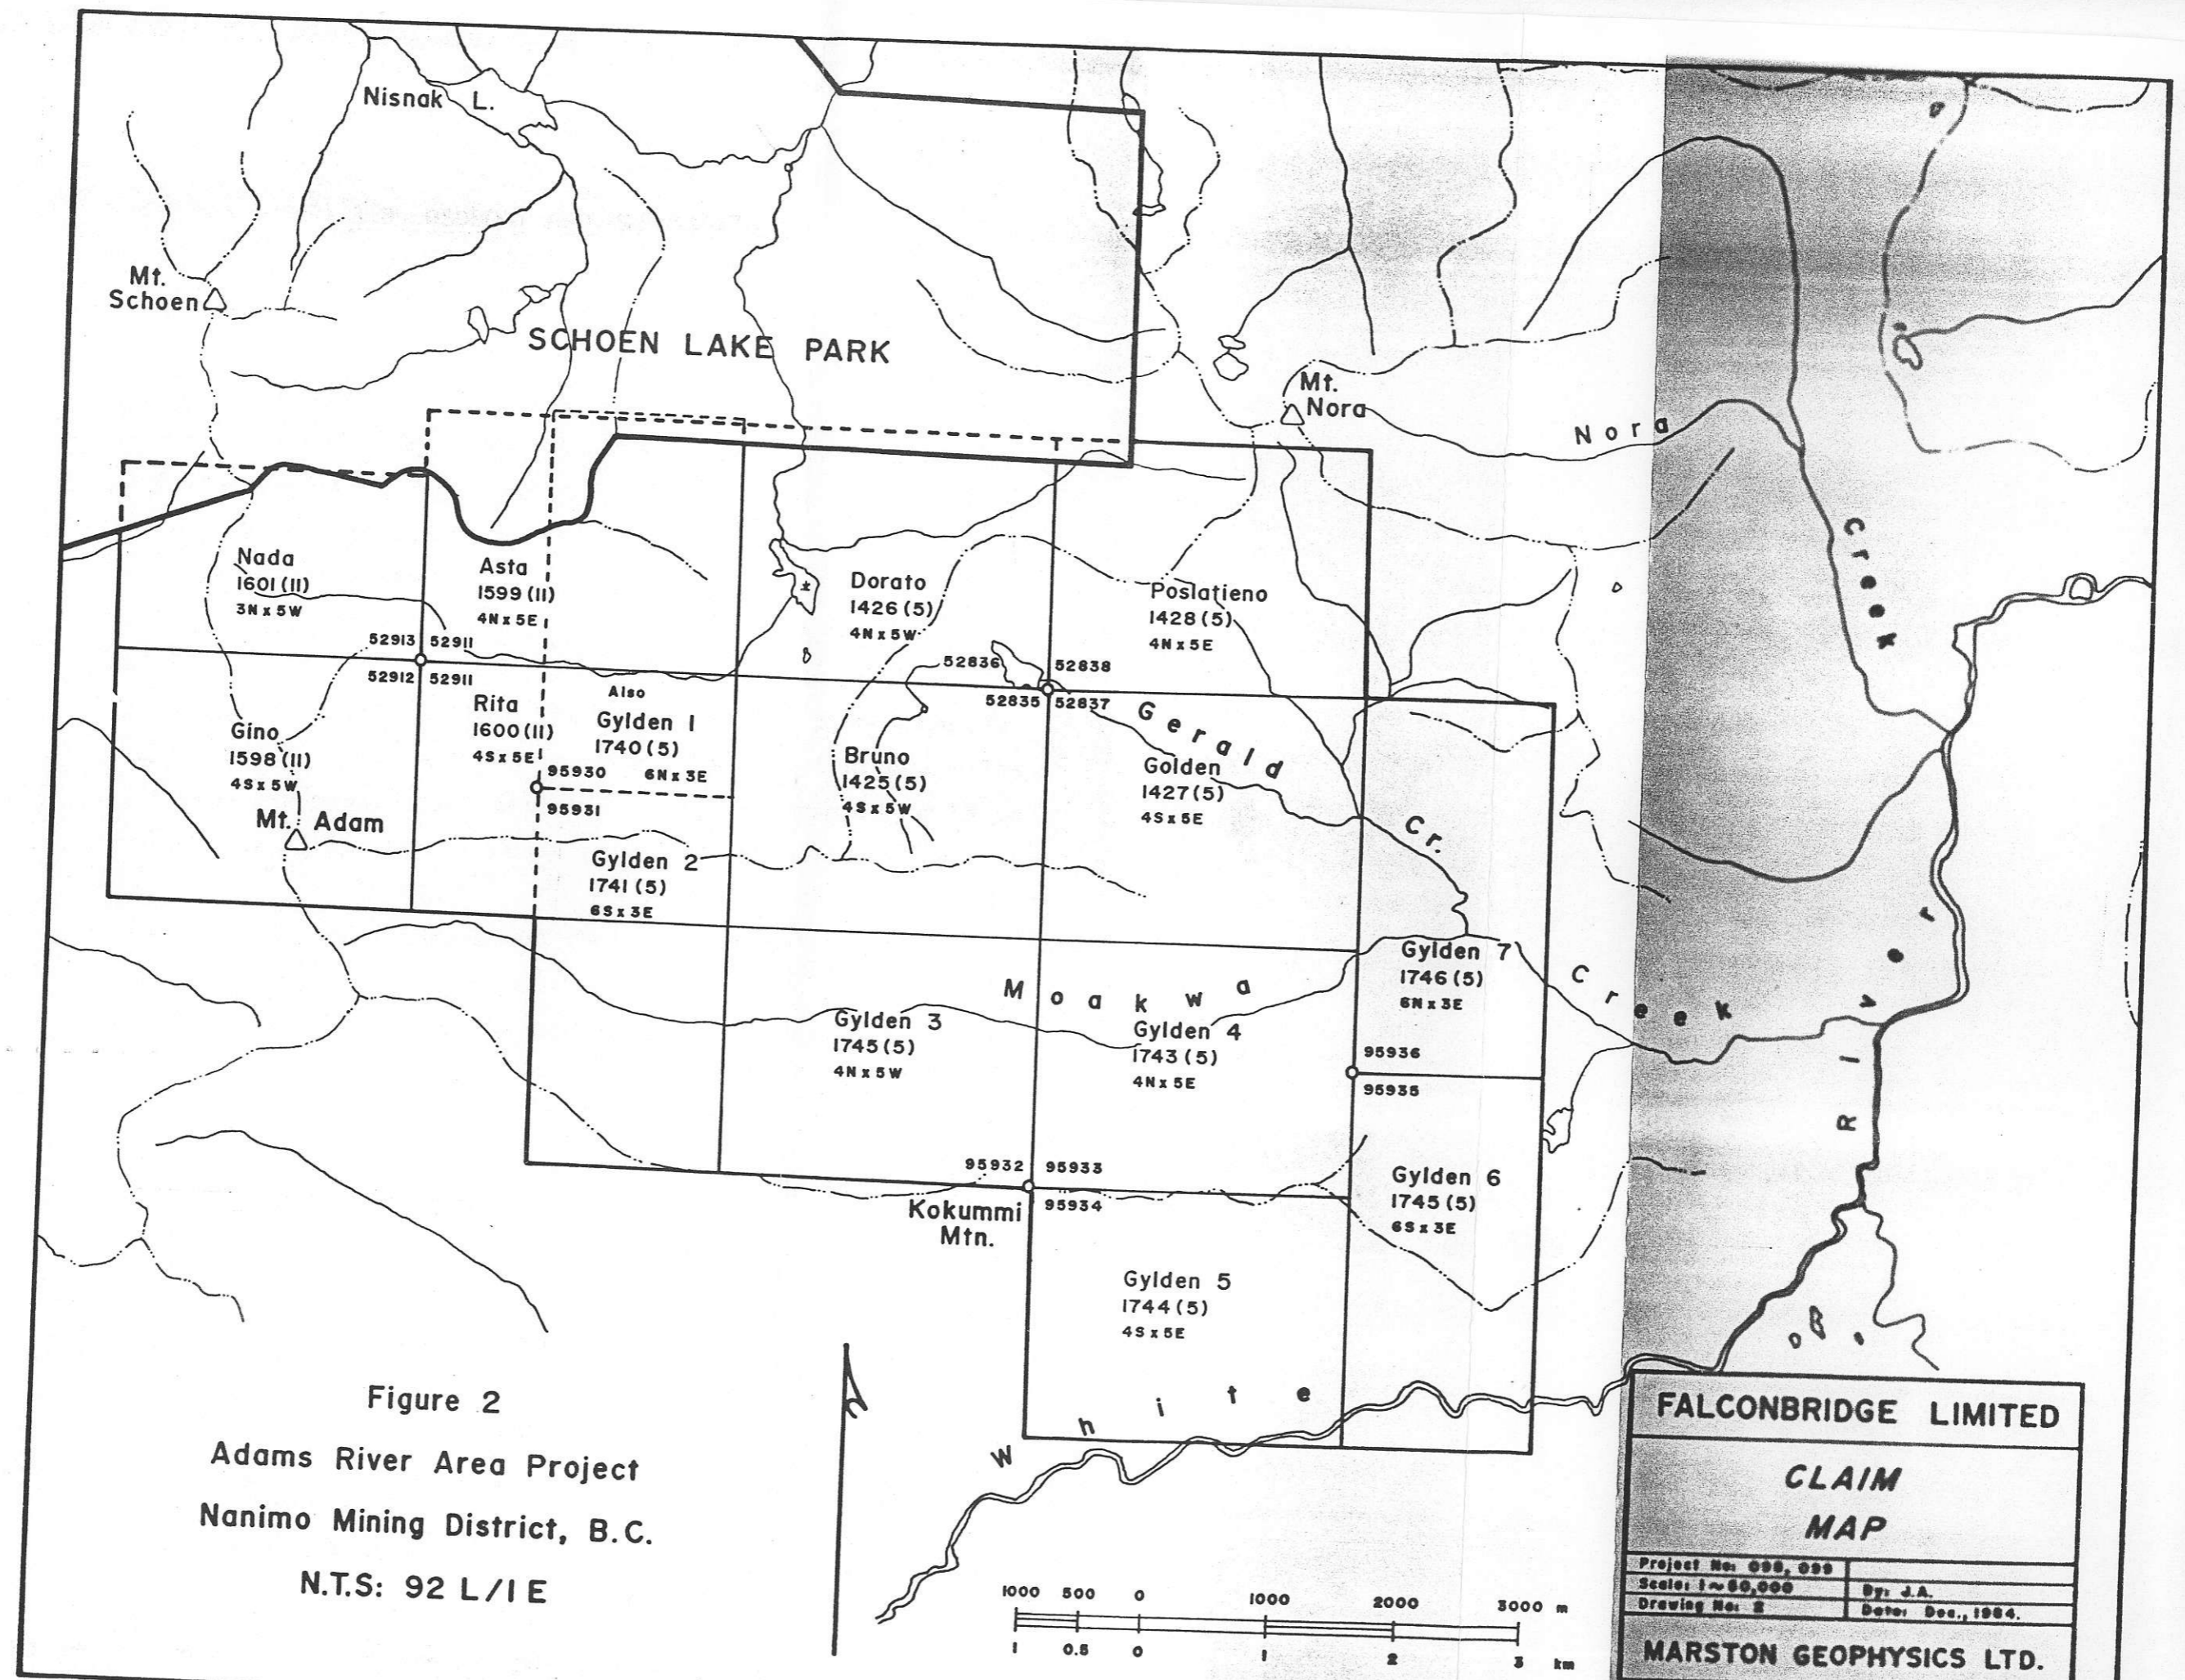 Nisnak L.
Mt.
Schoen
SCHOEN LAKE PARK
Mt.
Nora
Nora
Creek
Nada
1601 (11)
3N x 5W
Asta
1599 (11)
4N x 5E
Dorato
1426 (5)
4N x 5W
Poslatieno
1428 (5)
4N x 5E
52913 52911
52912 52911
52836 52838
52835 52837
Gino
1598 (11)
4S x 5W
Rita
1600 (11)
4S x 5E
Also
Gylden 1
1740 (5)
6N x 3E
95930
95931
Bruno
1425 (5)
4S x 5W
Gerald Cr.
Golden
1427 (5)
4S x 5E
Mt. Adam
Gylden 2
1741 (5)
6S x 3E
Moakwa Creek
Gylden 3
1745 (5)
4N x 5W
Gylden 4
1743 (5)
4N x 5E
Gylden 7
1746 (5)
6N x 3E
95936
95935
95932 95933
95934
Kokummi
Mtn.
Gylden 6
1745 (5)
6S x 3E
Gylden 5
1744 (5)
4S x 5E
White River
Figure 2
Adams River Area Project
Nanimo Mining District, B.C.
N.T.S: 92 L/1 E
1000 500 0 1000 2000 3000 m
1 0.5 0 1 2 3 km
FALCONBRIDGE LIMITED
CLAIM
MAP
Project No: 098, 099
Scale: 1~50,000
By: J.A.
Drawing No: 2
Date: Dec., 1984.
MARSTON GEOPHYSICS LTD.